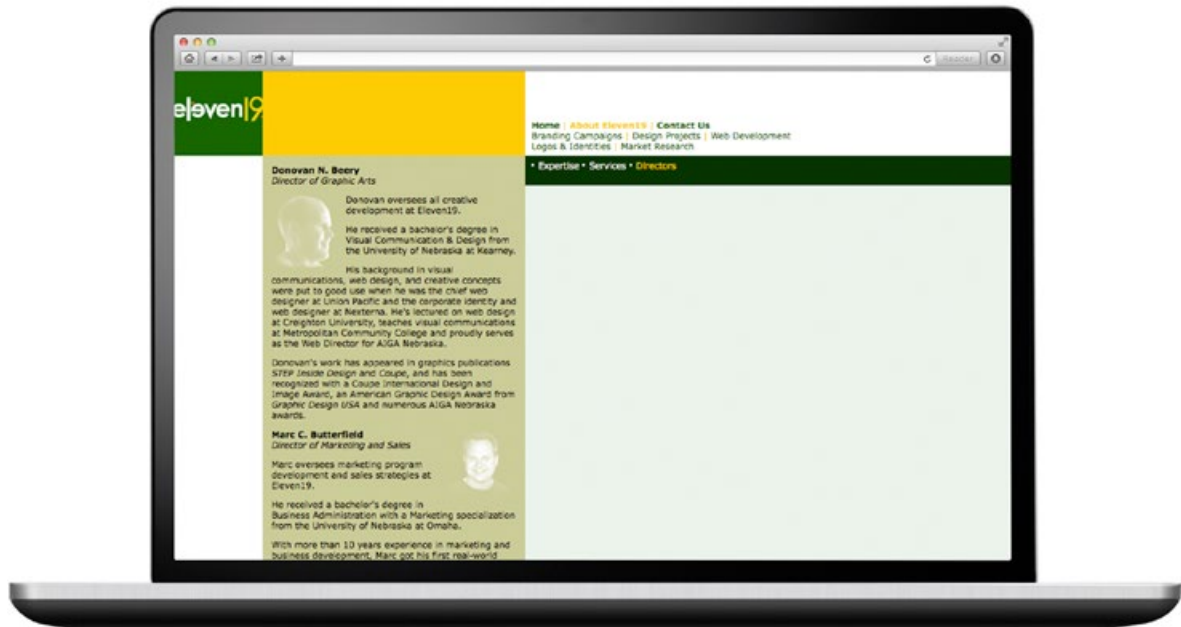 Reader
eleven19
Home | About Eleven19 | Contact Us
Branding Campaigns | Design Projects | Web Development
Logos & Identities | Market Research
• Expertise • Services • Directors
Donovan N. Beery
Director of Graphic Arts
Donovan oversees all creative
development at Eleven19.
He received a bachelor's degree in
Visual Communication & Design from
the University of Nebraska at Kearney.
His background in visual
communications, web design, and creative concepts
were put to good use when he was the chief web
designer at Union Pacific and the corporate identity and
web designer at Nexterna. He's lectured on web design
at Creighton University, teaches visual communications
at Metropolitan Community College and proudly serves
as the Web Director for AIGA Nebraska.
Donovan's work has appeared in graphics publications
STEP Inside Design and Coupe, and has been
recognized with a Coupe International Design and
Image Award, an American Graphic Design Award from
Graphic Design USA and numerous AIGA Nebraska
awards.
Marc C. Butterfield
Director of Marketing and Sales
Marc oversees marketing program
development and sales strategies at
Eleven19.
He received a bachelor's degree in
Business Administration with a Marketing specialization
from the University of Nebraska at Omaha.
With more than 10 years experience in marketing and
business development, Marc got his first real-world